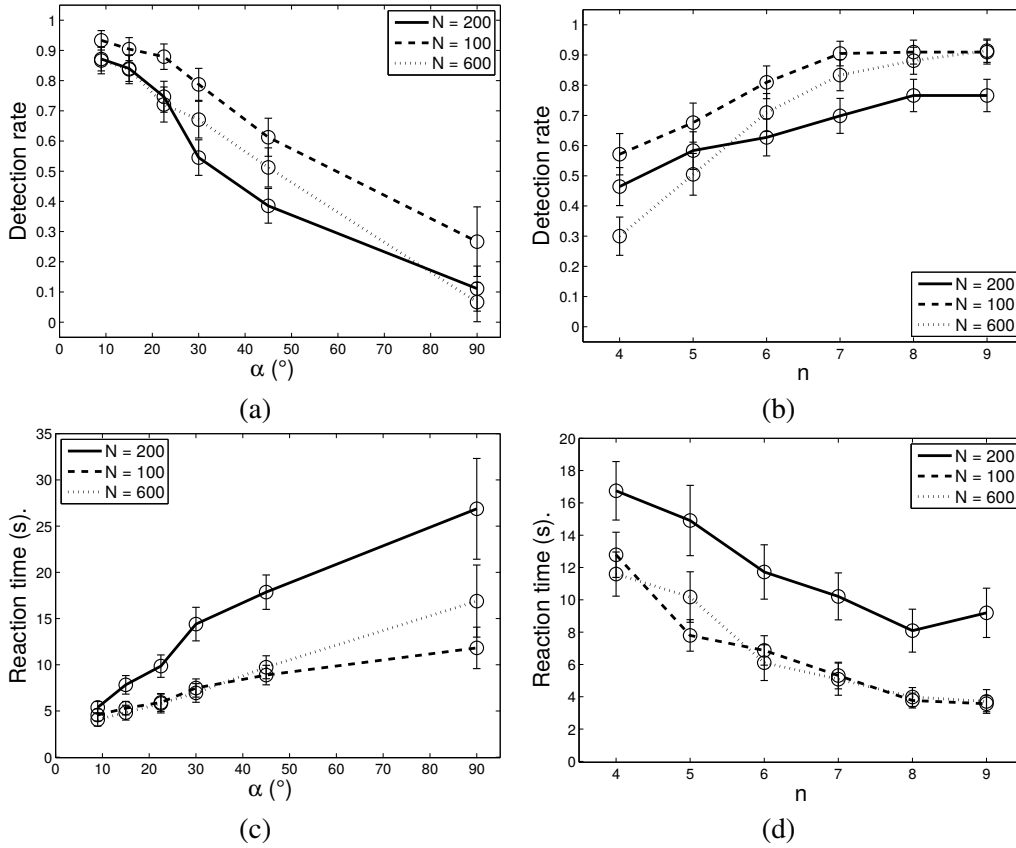 1
0.9
0.8
0.7
0.6
0.5
0.4
0.3
0.2
0.1
0
Detection rate
N = 200
N = 100
N = 600
0 10 20 30 40 50 60 70 80 90
α (°)
(a)
1
0.9
0.8
0.7
0.6
0.5
0.4
0.3
0.2
0.1
0
Detection rate
N = 200
N = 100
N = 600
4 5 6 7 8 9
n
(b)
35
30
25
20
15
10
5
0
Reaction time (s).
N = 200
N = 100
N = 600
0 10 20 30 40 50 60 70 80 90
α (°)
(c)
20
18
16
14
12
10
8
6
4
2
0
Reaction time (s).
N = 200
N = 100
N = 600
4 5 6 7 8 9
n
(d)